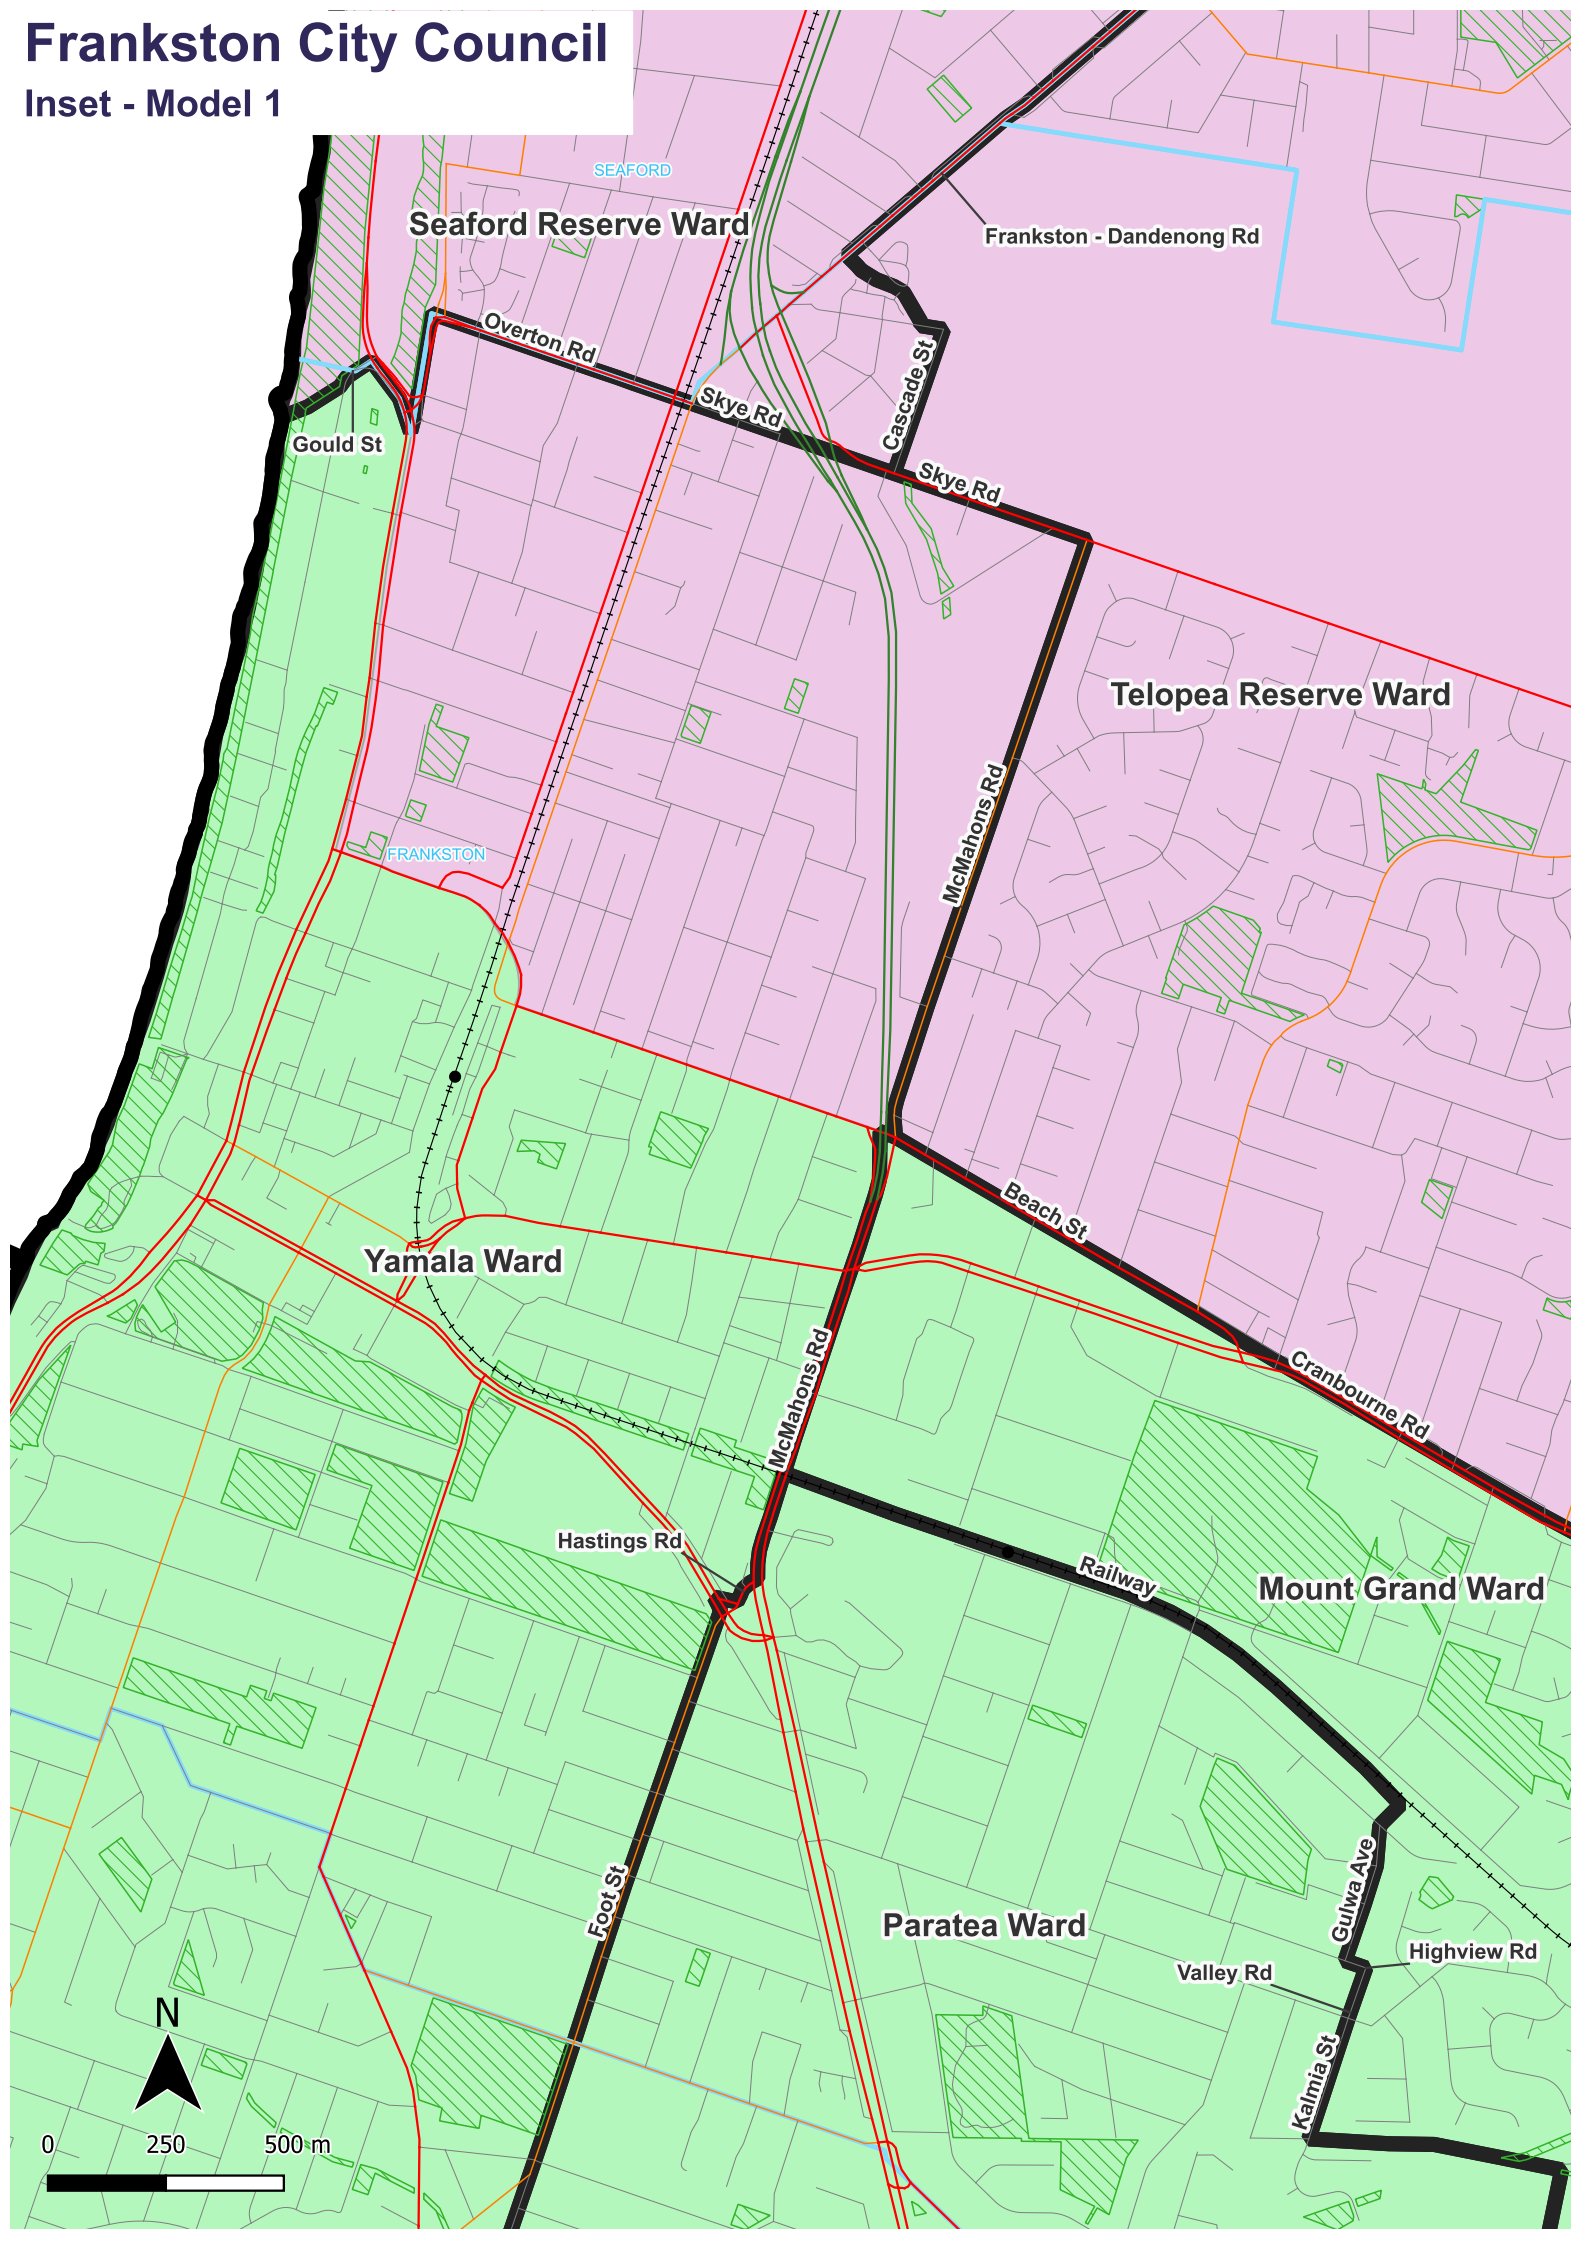 Frankston City Council
Inset - Model 1
SEAFORD
Seaford Reserve Ward
Frankston - Dandenong Rd
Overton Rd
Skye Rd
Cascade St
Gould St
Skye Rd
Telopea Reserve Ward
McMahons Rd
FRANKSTON
Beach St
Yamala Ward
McMahons Rd
Cranbourne Rd
Hastings Rd
Railway
Mount Grand Ward
Foot St
Gulwa Ave
Paratea Ward
Highview Rd
Valley Rd
Kalmia St
N
0 250 500 m